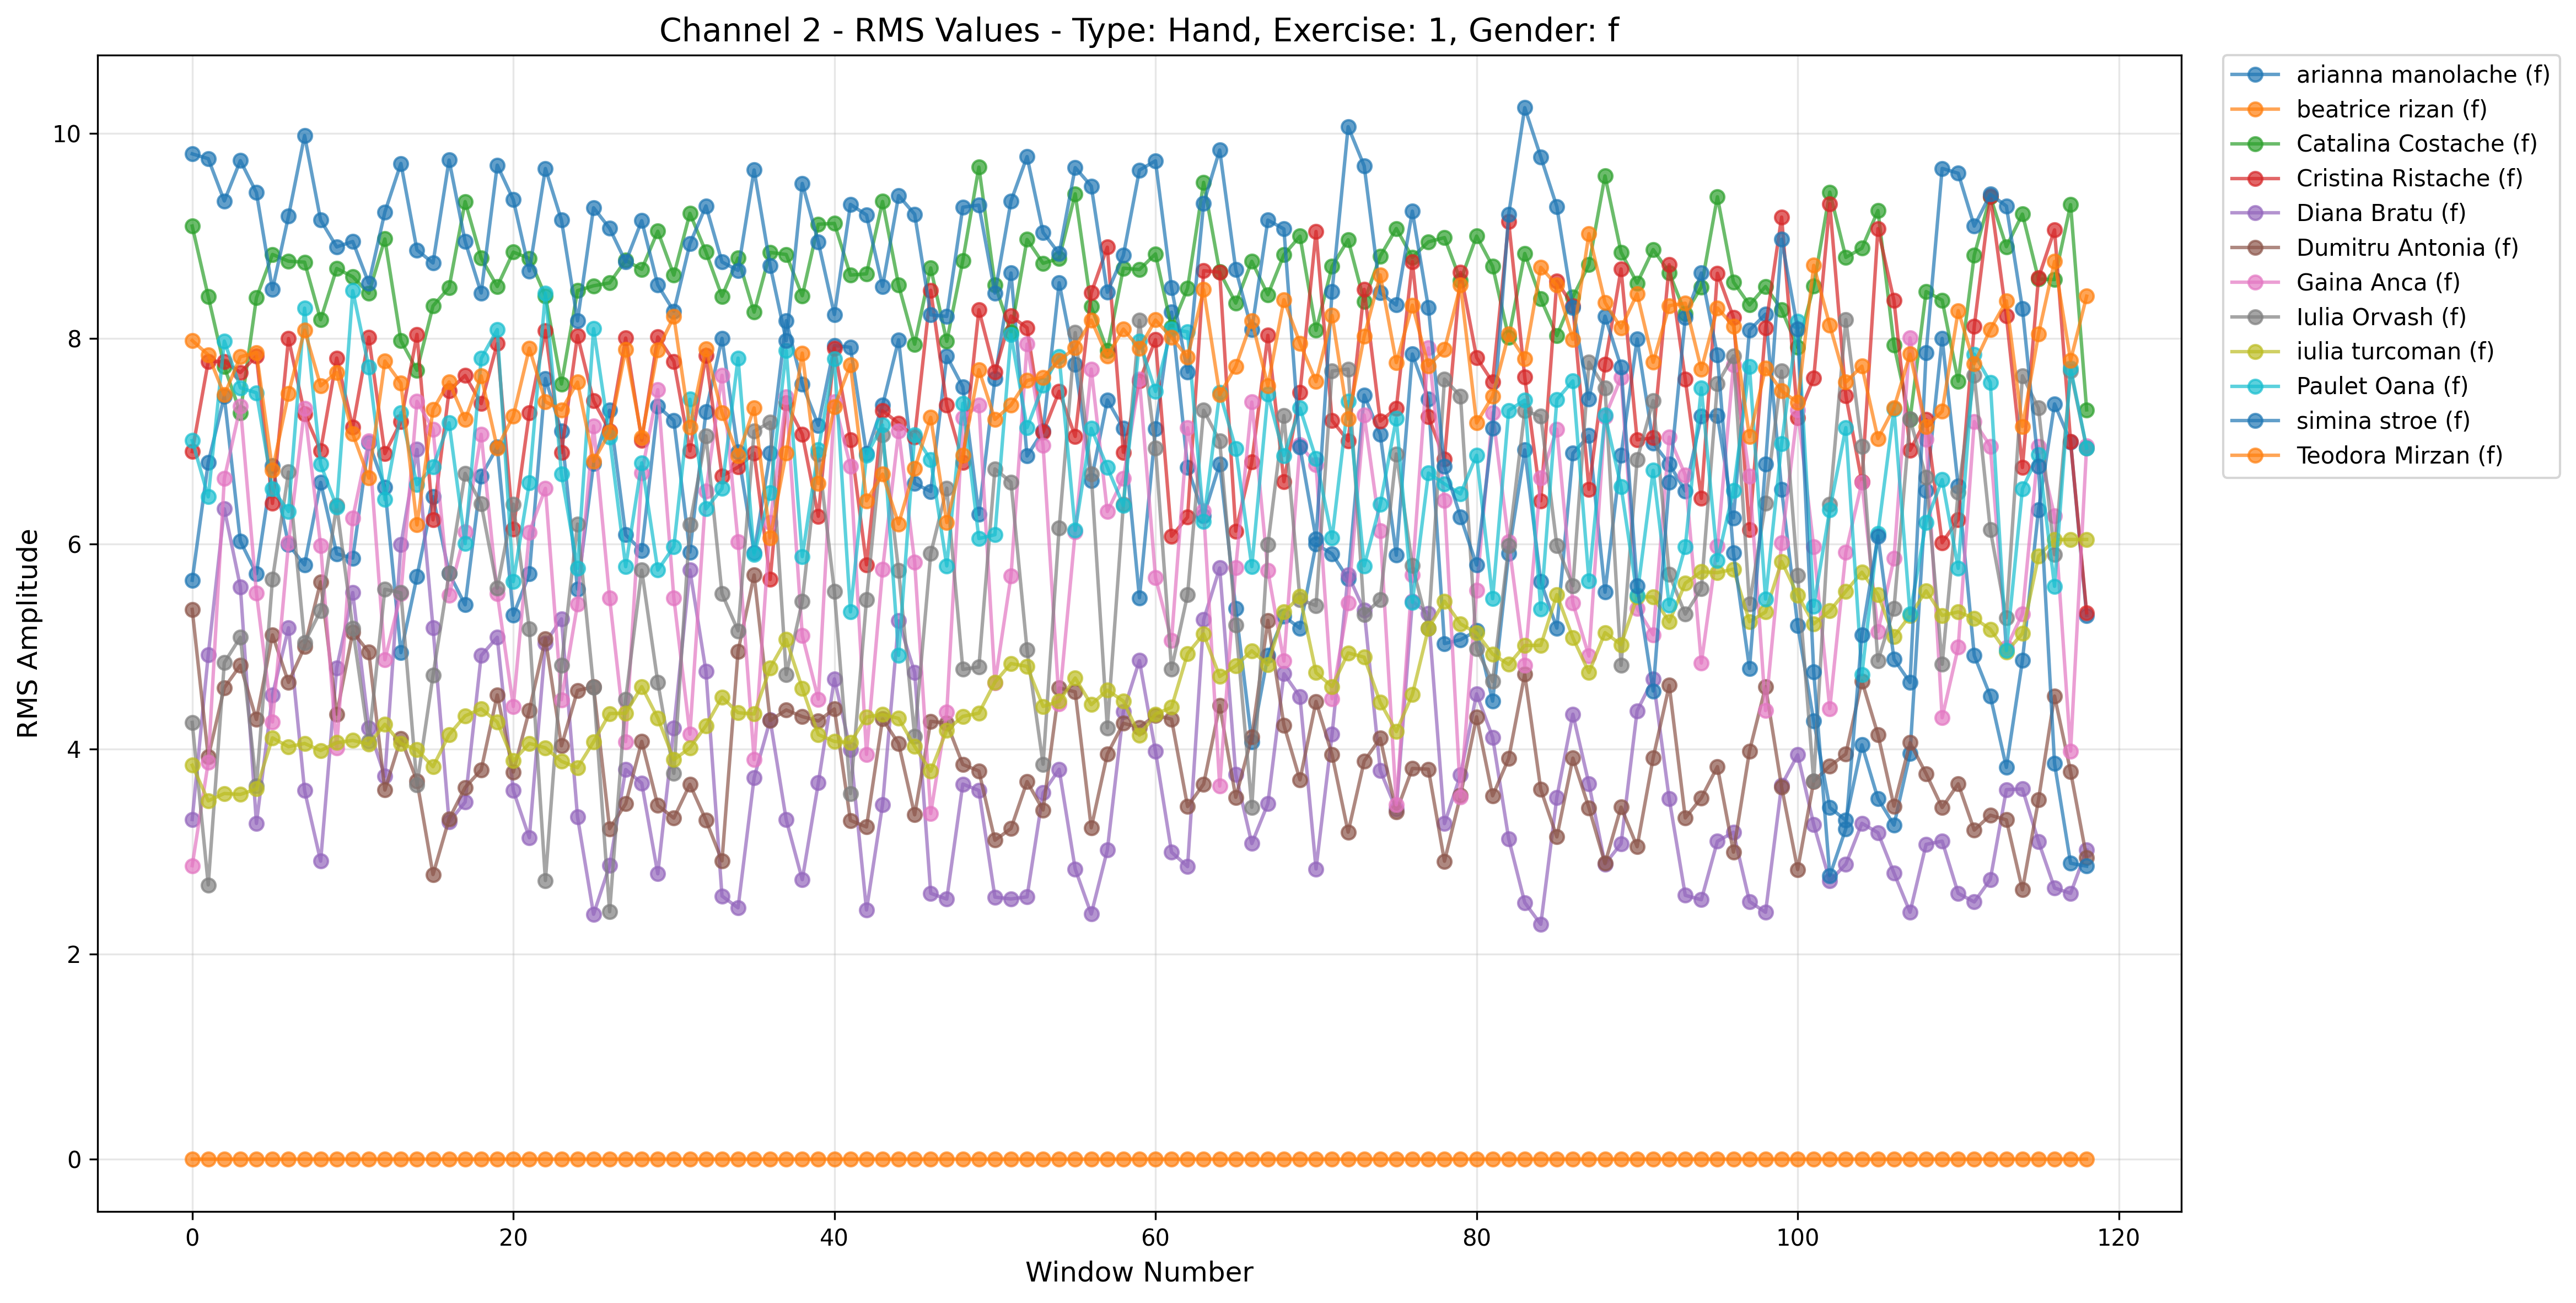 Channel 2 - RMS Values - Type: Hand, Exercise: 1, Gender: f
arianna manolache (f)
beatrice rizan (f)
Catalina Costache (f)
Cristina Ristache (f)
Diana Bratu (f)
Dumitru Antonia (f)
Gaina Anca (f)
Iulia Orvash (f)
iulia turcoman (f)
Paulet Oana (f)
simina stroe (f)
Teodora Mirzan (f)
RMS Amplitude
10
8
6
4
2
0
0 20 40 60 80 100 120
Window Number